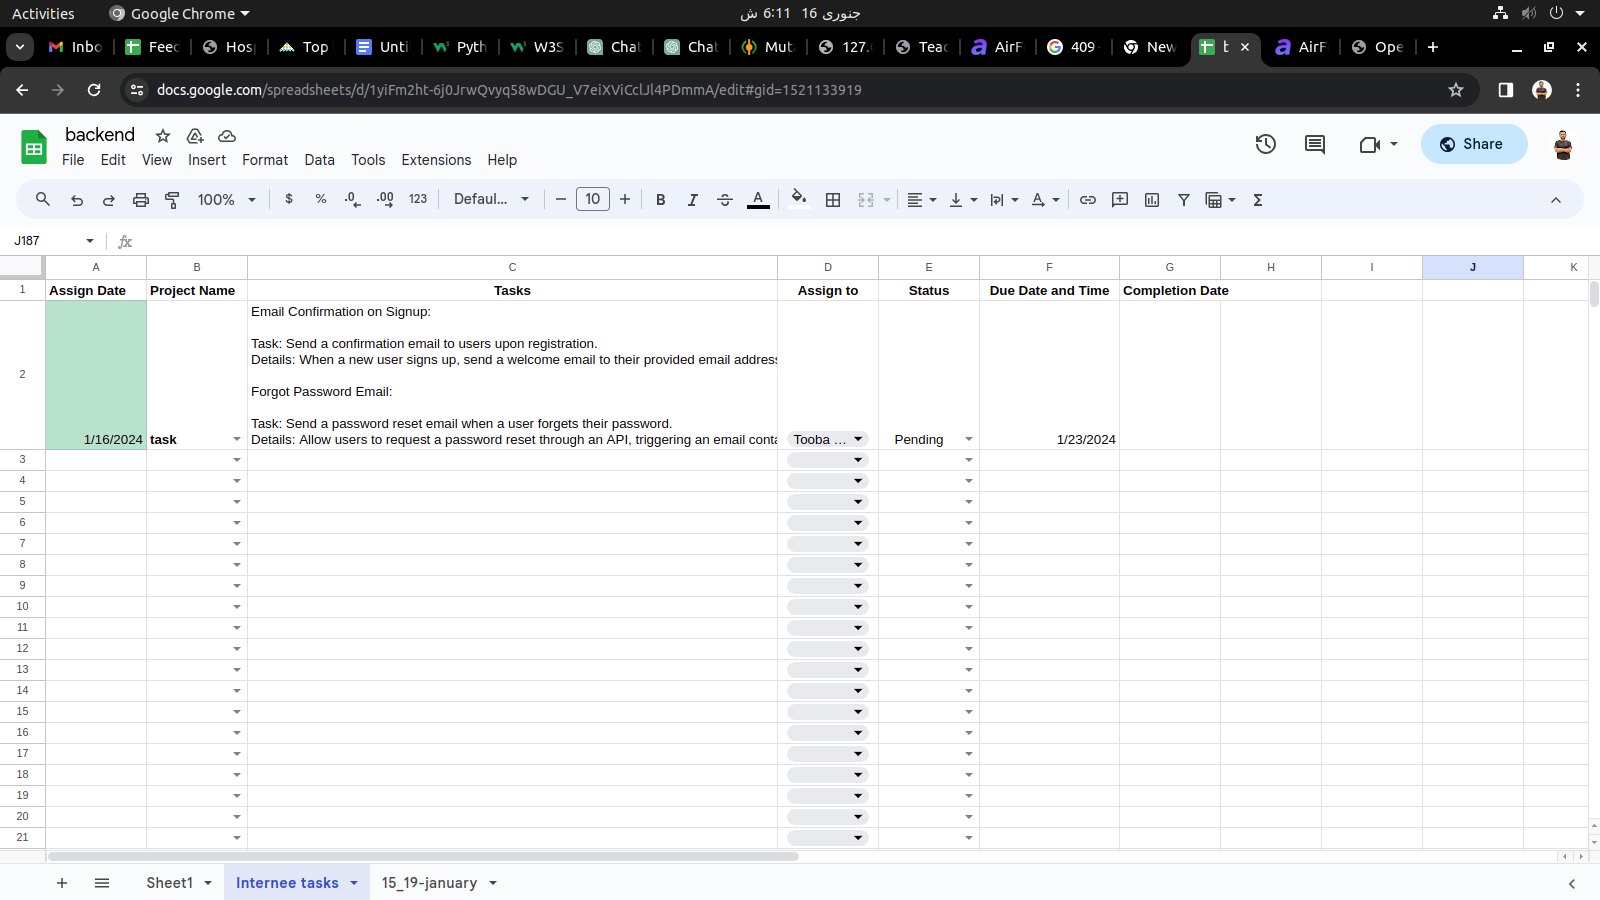 Activities
Google Chrome
جنوری 16 6:11 ش
Inbo
Feed
Hos
Top
Unti
Pyth
W3S
Chat
Chat
Mut
127.
Teac
AirF
409
New
t
AirF
Ope
docs.google.com/spreadsheets/d/1yiFm2ht-6j0JrwQvyq58wDGU_V7eiXViCclJl4PDmmA/edit#gid=1521133919
backend
File Edit View Insert Format Data Tools Extensions Help
Share
100% $ % .0 .00 123 Defaul... 10 B I A
J187 fx
A B C D E F G H I J K
1 Assign Date Project Name Tasks Assign to Status Due Date and Time Completion Date
Email Confirmation on Signup:
Task: Send a confirmation email to users upon registration.
Details: When a new user signs up, send a welcome email to their provided email address
2
Forgot Password Email:
Task: Send a password reset email when a user forgets their password.
1/16/2024 task Details: Allow users to request a password reset through an API, triggering an email conta Tooba ... Pending 1/23/2024
3
4
5
6
7
8
9
10
11
12
13
14
15
16
17
18
19
20
21
Sheet1 Internee tasks 15_19-january